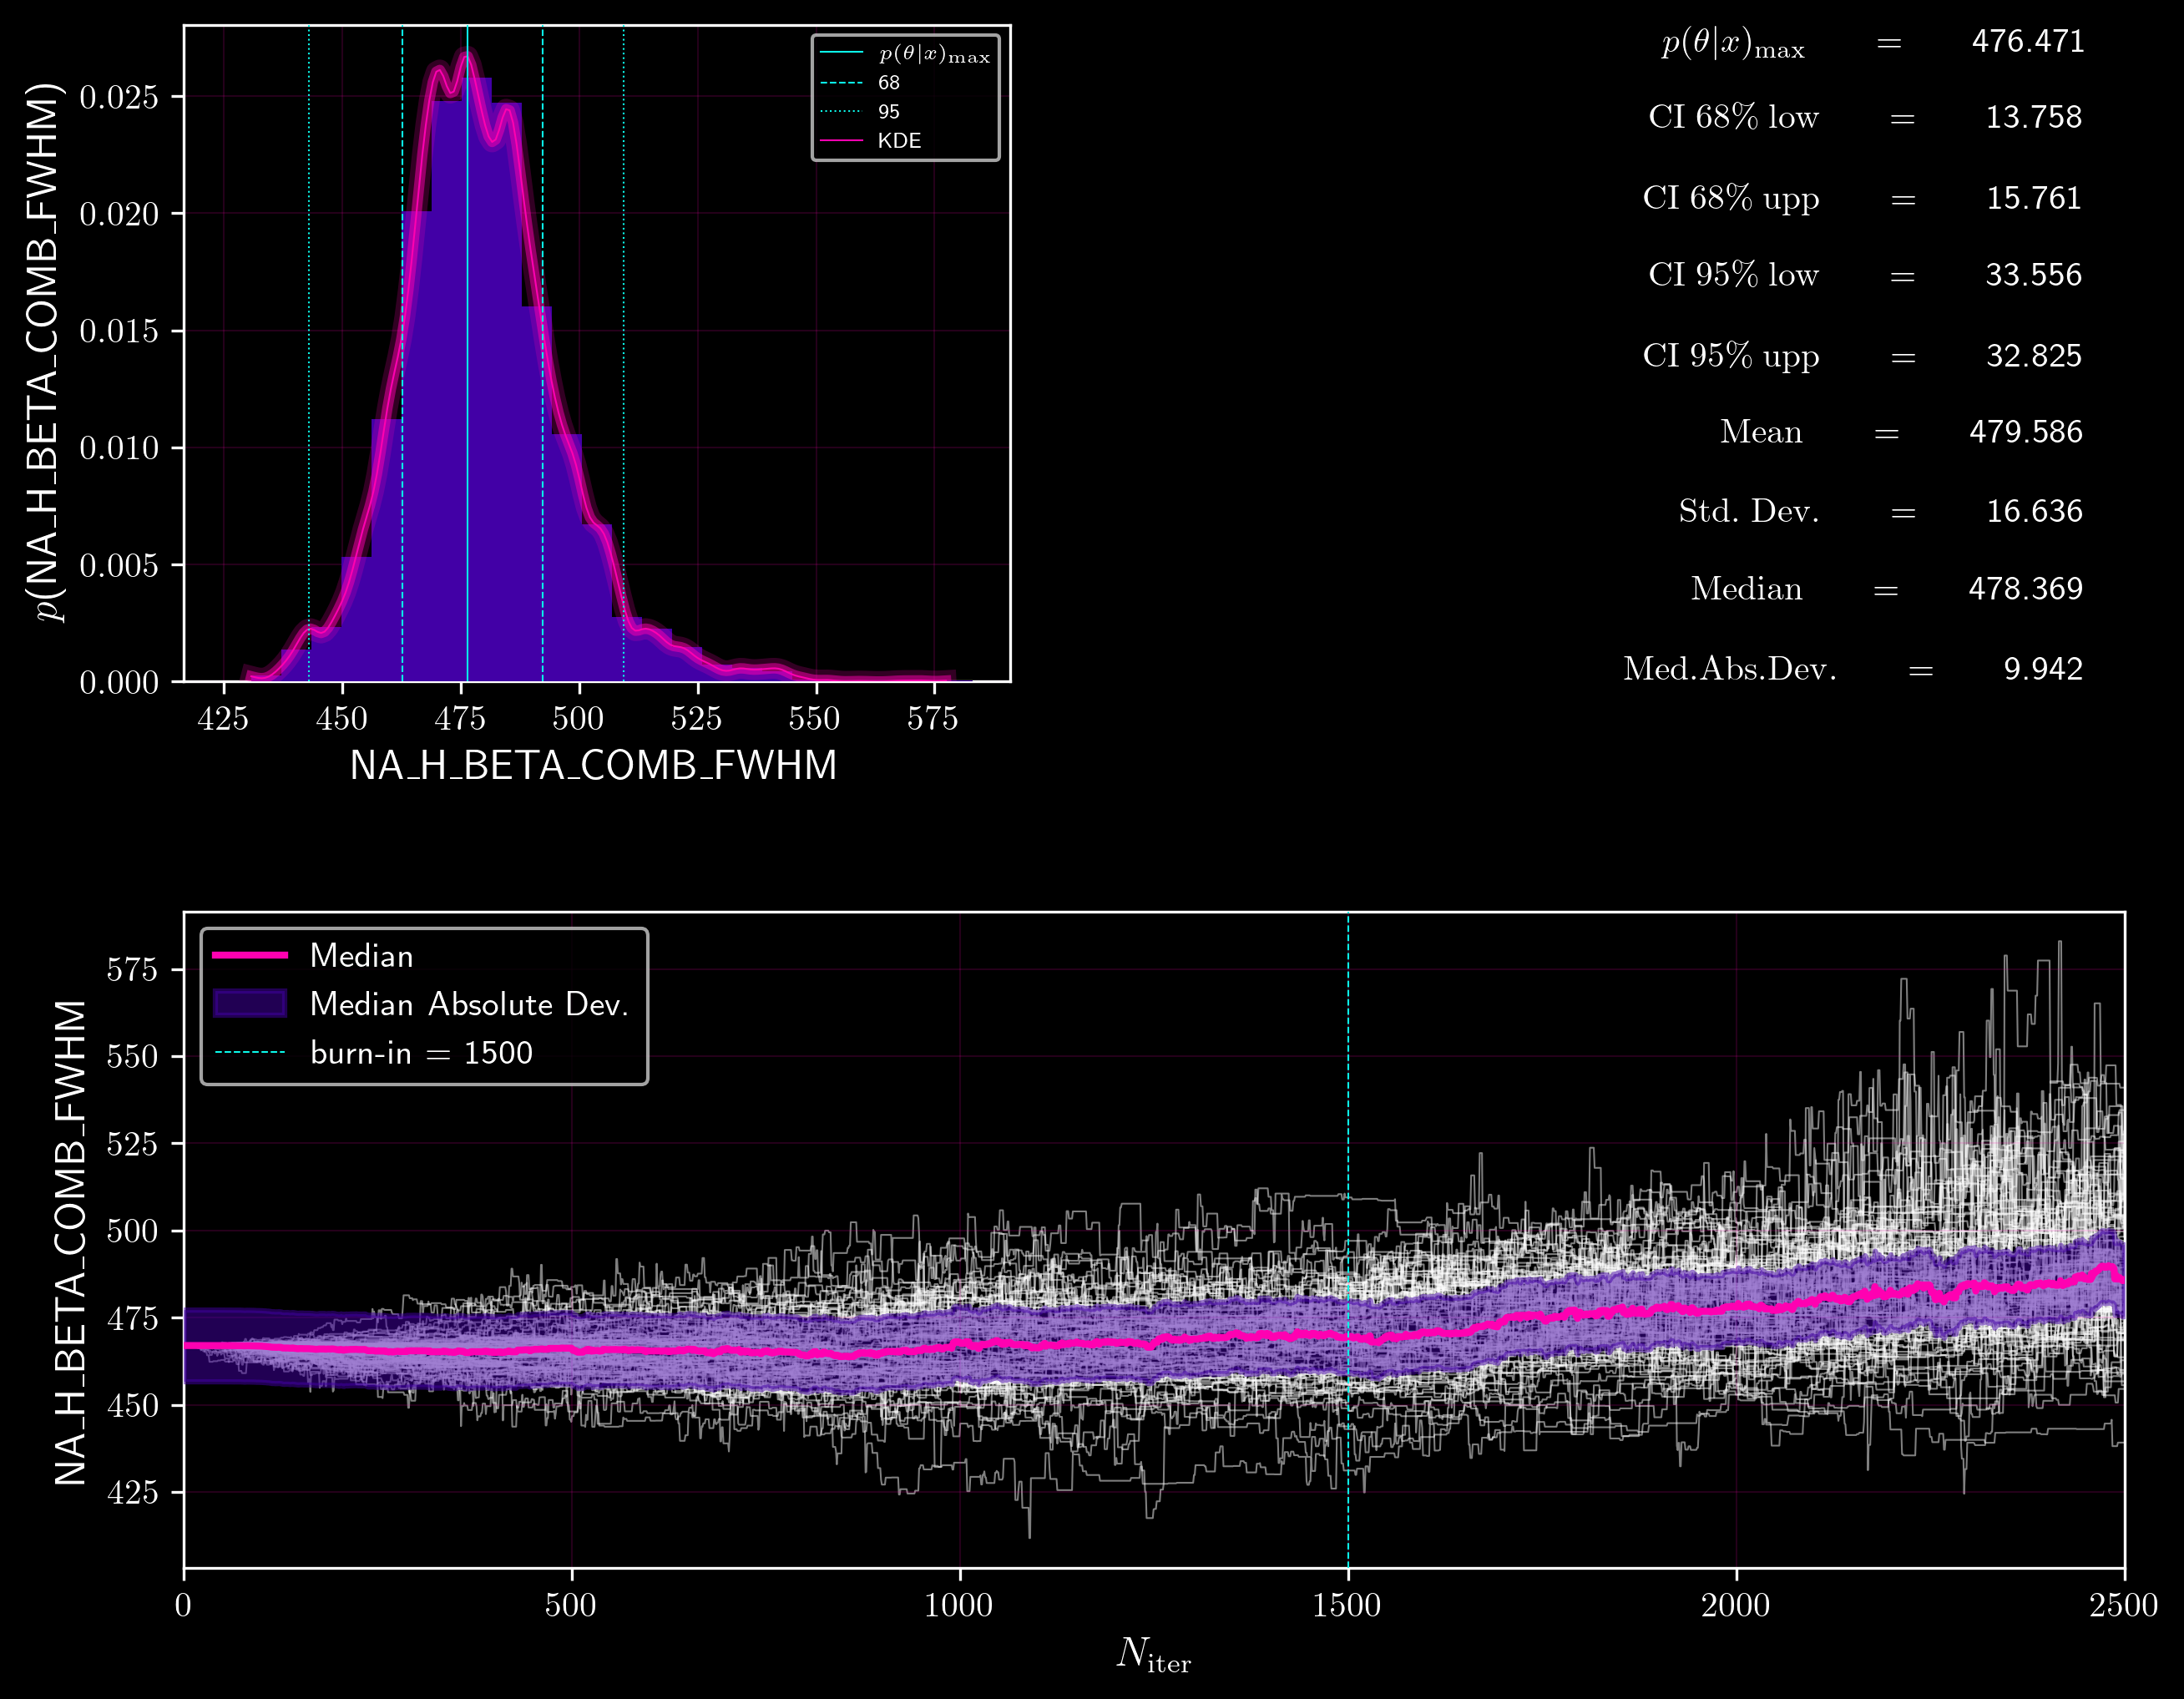 p(NA_H_BETA_COMB_FWHM)
0.025
0.020
0.015
0.010
0.005
0.000
425 450 475 500 525 550 575
NA_H_BETA_COMB_FWHM
p(θ|x)max
68
95
KDE
p(θ|x)max = 476.471
CI 68% low = 13.758
CI 68% upp = 15.761
CI 95% low = 33.556
CI 95% upp = 32.825
Mean = 479.586
Std. Dev. = 16.636
Median = 478.369
Med.Abs.Dev. = 9.942
NA_H_BETA_COMB_FWHM
575
550
525
500
475
450
425
Median
Median Absolute Dev.
burn-in = 1500
0 500 1000 1500 2000 2500
Niter